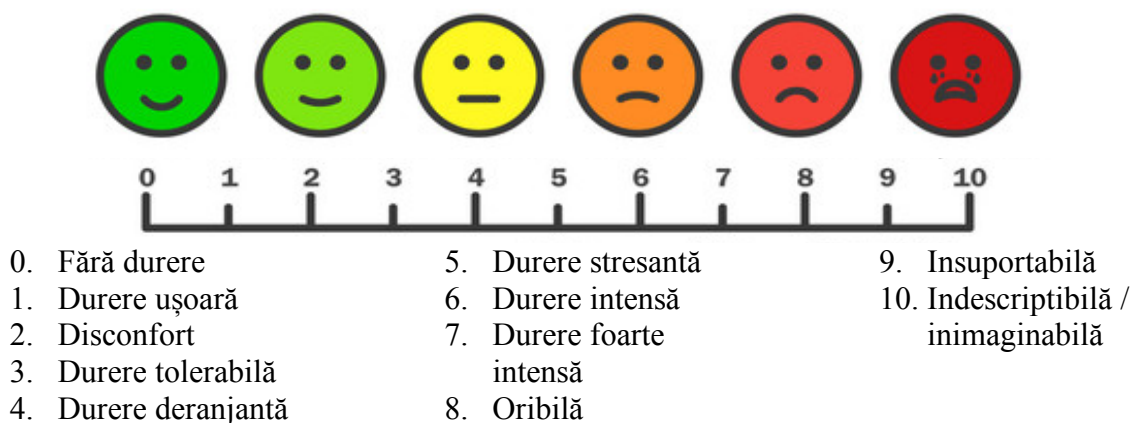 0 1 2 3 4 5 6 7 8 9 10
0. Fără durere
1. Durere ușoară
2. Disconfort
3. Durere tolerabilă
4. Durere deranjantă
5. Durere stresantă
6. Durere intensă
7. Durere foarte
intensă
8. Oribilă
9. Insuportabilă
10. Indescriptibilă /
inimaginabilă